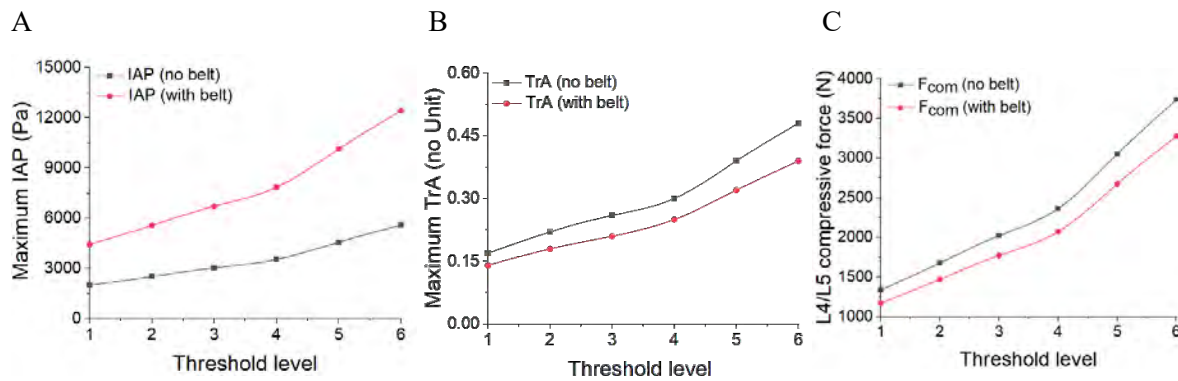 A
B
C
IAP (no belt)
IAP (with belt)
Maximum IAP (Pa)
15000
12000
9000
6000
3000
0
1 2 3 4 5 6
Threshold level
TrA (no belt)
TrA (with belt)
Maximum TrA (no Unit)
0.60
0.45
0.30
0.15
0.00
1 2 3 4 5 6
Threshold level
Fcom (no belt)
Fcom (with belt)
L4/L5 compressive force (N)
4000
3500
3000
2500
2000
1500
1000
1 2 3 4 5 6
Threshold level